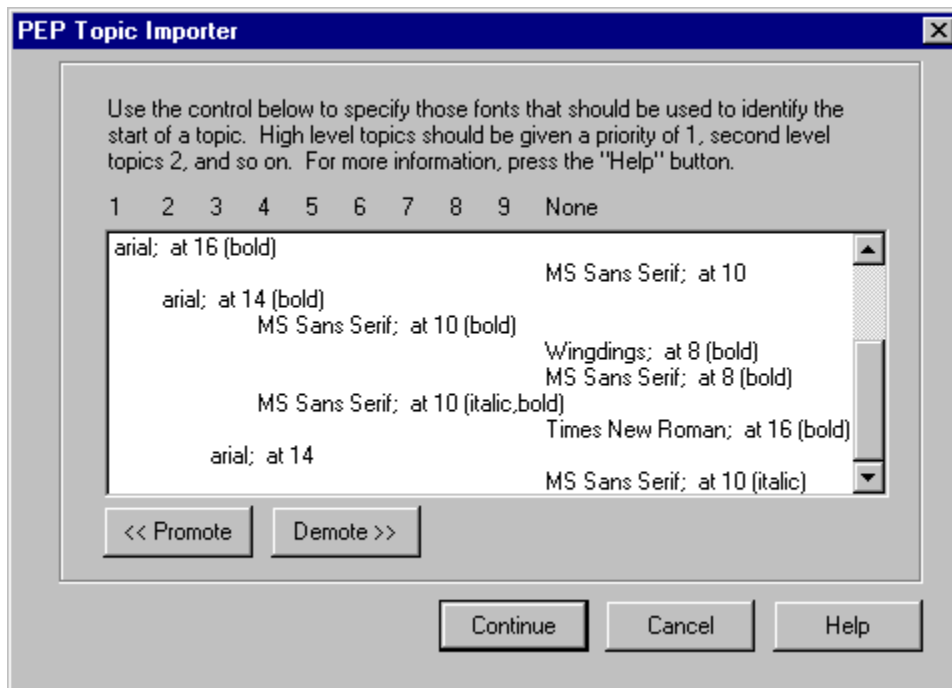 PEP Topic Importer
Use the control below to specify those fonts that should be used to identify the
start of a topic.  High level topics should be given a priority of 1, second level
topics 2, and so on.  For more information, press the "Help" button.
1 2 3 4 5 6 7 8 9 None
arial;  at 16 (bold)
MS Sans Serif;  at 10
arial;  at 14 (bold)
MS Sans Serif;  at 10 (bold)
Wingdings;  at 8 (bold)
MS Sans Serif;  at 8 (bold)
MS Sans Serif;  at 10 (italic,bold)
Times New Roman;  at 16 (bold)
arial;  at 14
MS Sans Serif;  at 10 (italic)
<< Promote Demote >>
Continue Cancel Help